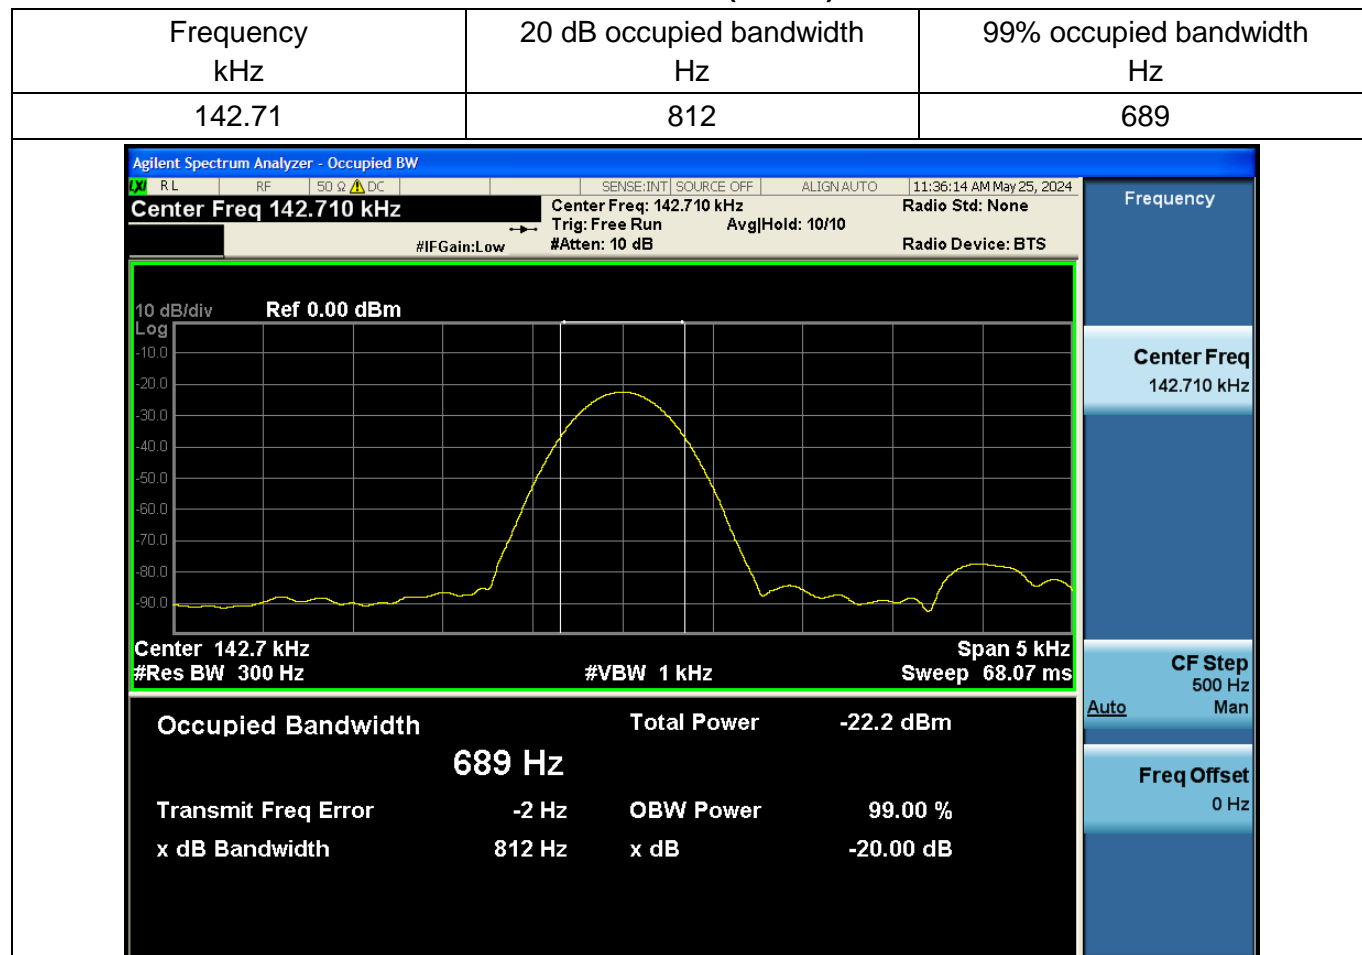 Frequency 20 dB occupied bandwidth 99% occupied bandwidth
kHz Hz Hz
142.71 812 689
Agilent Spectrum Analyzer - Occupied BW
LXI RL RF 50 Ω DC SENSE:INT SOURCE OFF ALIGN AUTO 11:36:14 AM May 25, 2024
Center Freq 142.710 kHz Center Freq: 142.710 kHz Radio Std: None Frequency
Trig: Free Run Avg|Hold: 10/10
#IFGain:Low #Atten: 10 dB Radio Device: BTS
10 dB/div Ref 0.00 dBm
Log
-10.0
-20.0
-30.0
-40.0
-50.0
-60.0
-70.0
-80.0
-90.0
Center Freq
142.710 kHz
Center 142.7 kHz Span 5 kHz
#Res BW 300 Hz #VBW 1 kHz Sweep 68.07 ms
CF Step
500 Hz
Auto Man
Occupied Bandwidth Total Power -22.2 dBm
689 Hz
Transmit Freq Error -2 Hz OBW Power 99.00 %
x dB Bandwidth 812 Hz x dB -20.00 dB
Freq Offset
0 Hz